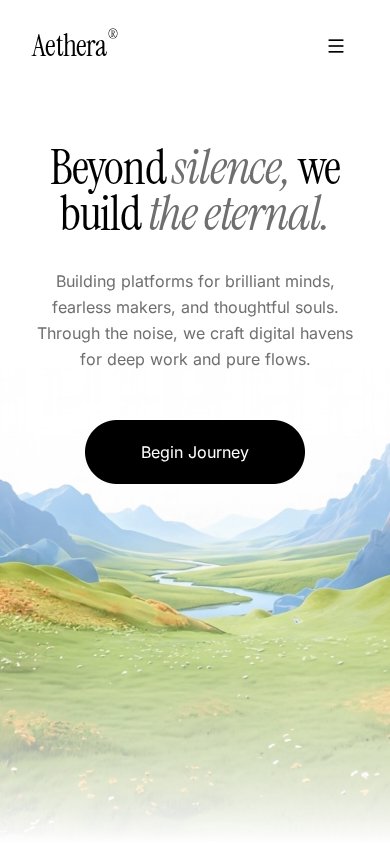 Aethera®
Beyond silence, we
build the eternal.
Building platforms for brilliant minds,
fearless makers, and thoughtful souls.
Through the noise, we craft digital havens
for deep work and pure flows.
Begin Journey